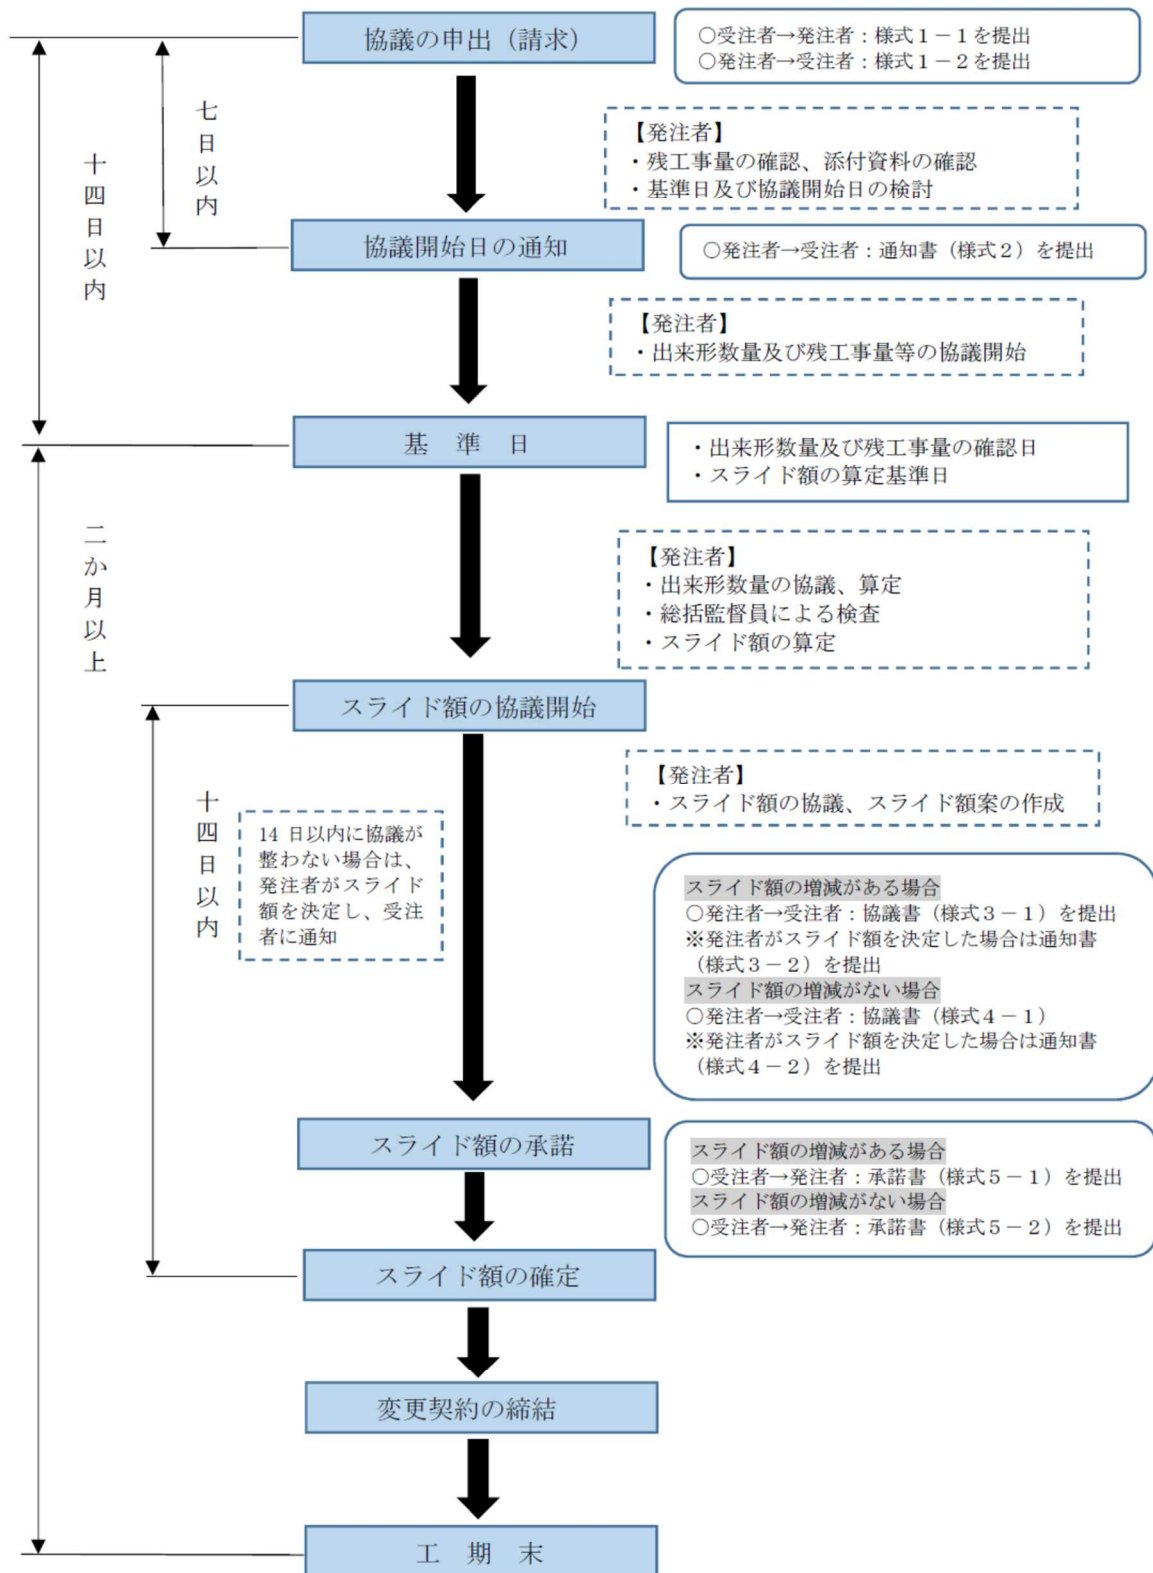 協議の申出（請求）
○受注者→発注者：様式１－１を提出
○発注者→受注者：様式１－２を提出
七日以内
十四日以内
【発注者】
・残工事量の確認、添付資料の確認
・基準日及び協議開始日の検討
協議開始日の通知
○発注者→受注者：通知書（様式２）を提出
【発注者】
・出来形数量及び残工事量等の協議開始
基　準　日
・出来形数量及び残工事量の確認日
・スライド額の算定基準日
二か月以上
【発注者】
・出来形数量の協議、算定
・総括監督員による検査
・スライド額の算定
スライド額の協議開始
【発注者】
・スライド額の協議、スライド額案の作成
十四日以内
14 日以内に協議が
整わない場合は、
発注者がスライド
額を決定し、受注
者に通知
スライド額の増減がある場合
○発注者→受注者：協議書（様式３－１）を提出
※発注者がスライド額を決定した場合は通知書
（様式３－２）を提出
スライド額の増減がない場合
○発注者→受注者：協議書（様式４－１）
※発注者がスライド額を決定した場合は通知書
（様式４－２）を提出
スライド額の承諾
スライド額の増減がある場合
○受注者→発注者：承諾書（様式５－１）を提出
スライド額の増減がない場合
○受注者→発注者：承諾書（様式５－２）を提出
スライド額の確定
変更契約の締結
工　期　末